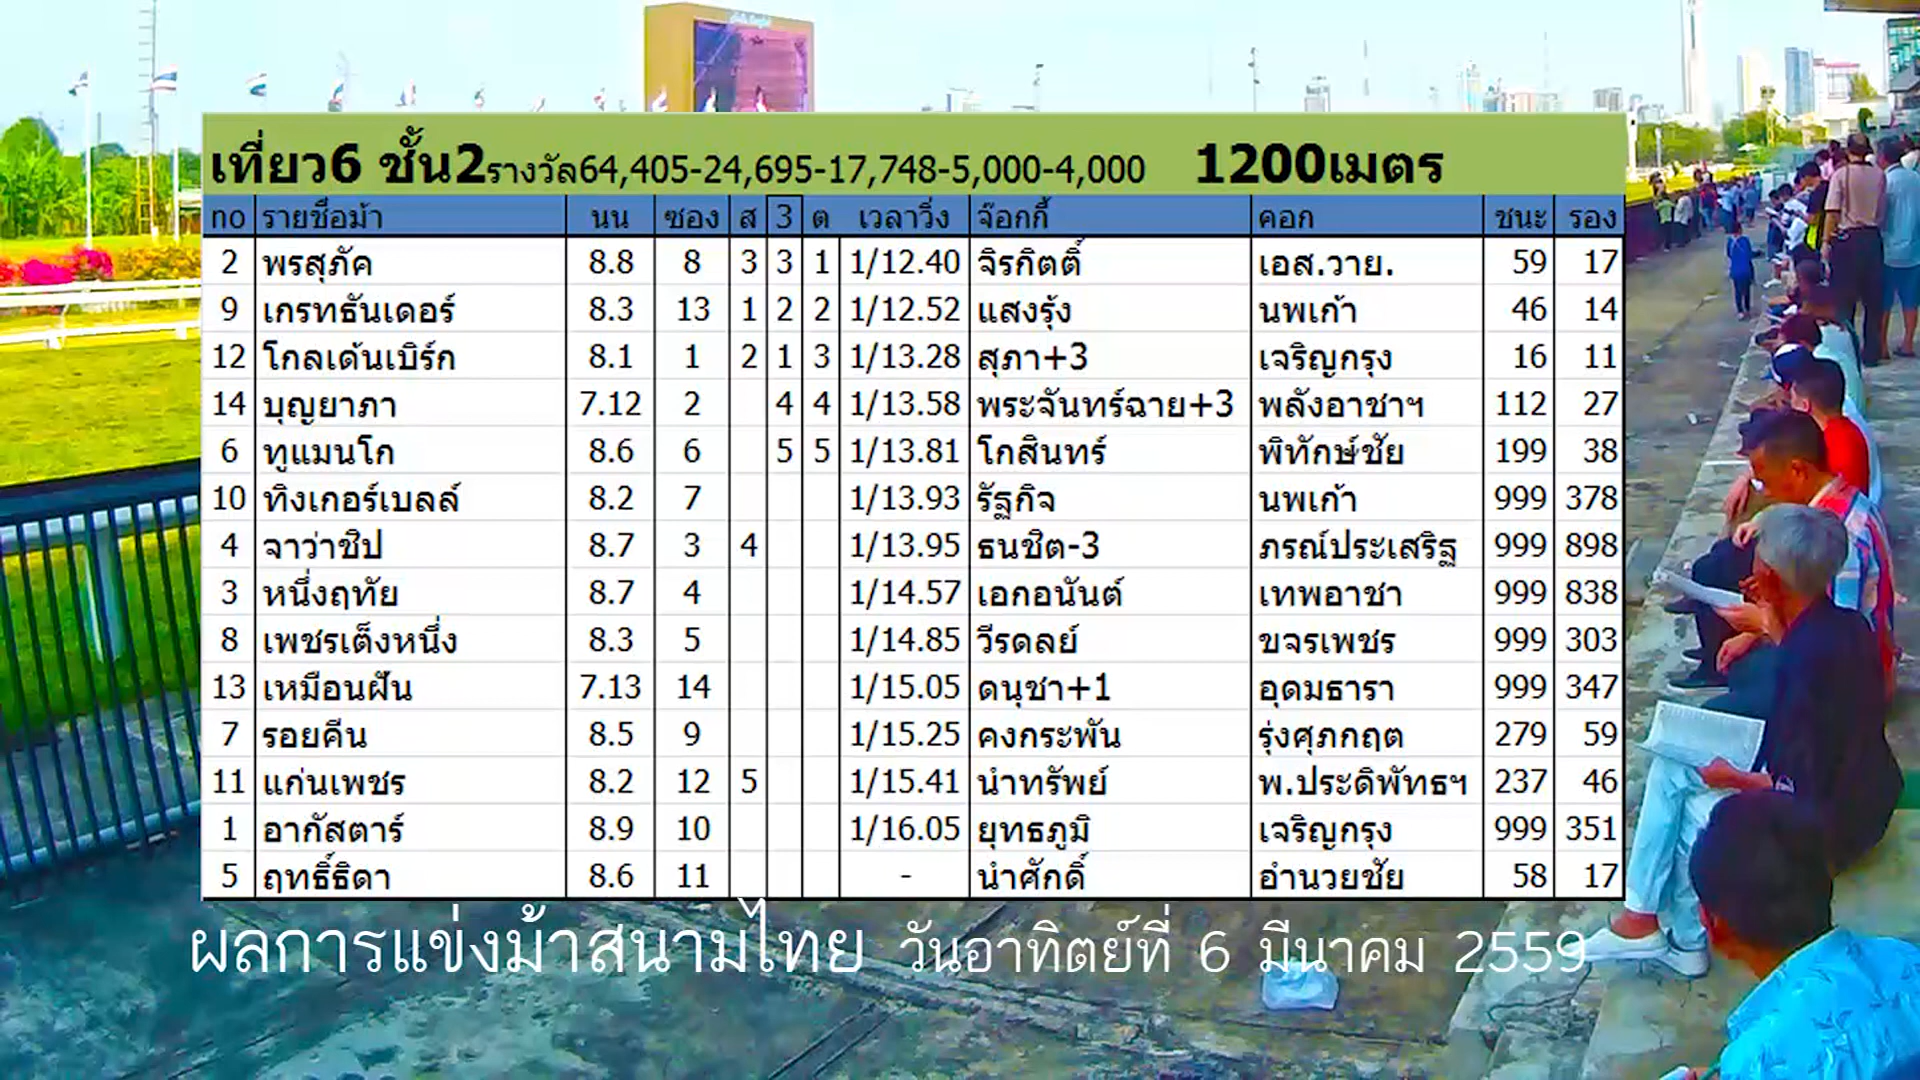 เที่ยว6 ชั้น2รางวัล64,405-24,695-17,748-5,000-4,000 1200เมตร
no รายชื่อม้า นน ซอง ส 3 ต เวลาวิ่ง จ๊อกกี้ คอก ชนะ รอง
2 พรสุภัค 8.8 8 3 3 1 1/12.40 จิรกิตติ์ เอส.วาย. 59 17
9 เกรทธันเดอร์ 8.3 13 1 2 2 1/12.52 แสงรุ้ง นพเก้า 46 14
12 โกลเด้นเบิร์ก 8.1 1 2 1 3 1/13.28 สุภา+3 เจริญกรุง 16 11
14 บุญยาภา 7.12 2 4 4 1/13.58 พระจันทร์ฉาย+3 พลังอาชาฯ 112 27
6 ทูแมนโก 8.6 6 5 5 1/13.81 โกสินทร์ พิทักษ์ชัย 199 38
10 ทิงเกอร์เบลล์ 8.2 7 1/13.93 รัฐกิจ นพเก้า 999 378
4 จาว่าชิป 8.7 3 4 1/13.95 ธนชิต-3 ภรณ์ประเสริฐ 999 898
3 หนึ่งฤทัย 8.7 4 1/14.57 เอกอนันต์ เทพอาชา 999 838
8 เพชรเต็งหนึ่ง 8.3 5 1/14.85 วีรดลย์ ขจรเพชร 999 303
13 เหมือนฝัน 7.13 14 1/15.05 ดนุชา+1 อุดมธารา 999 347
7 รอยคีน 8.5 9 1/15.25 คงกระพัน รุ่งศุภกฤต 279 59
11 แก่นเพชร 8.2 12 5 1/15.41 นำทรัพย์ พ.ประดิพัทธฯ 237 46
1 อากัสตาร์ 8.9 10 1/16.05 ยุทธภูมิ เจริญกรุง 999 351
5 ฤทธิ์ธิดา 8.6 11 - นำศักดิ์ อำนวยชัย 58 17
ผลการแข่งม้าสนามไทย วันอาทิตย์ที่ 6 มีนาคม 2559